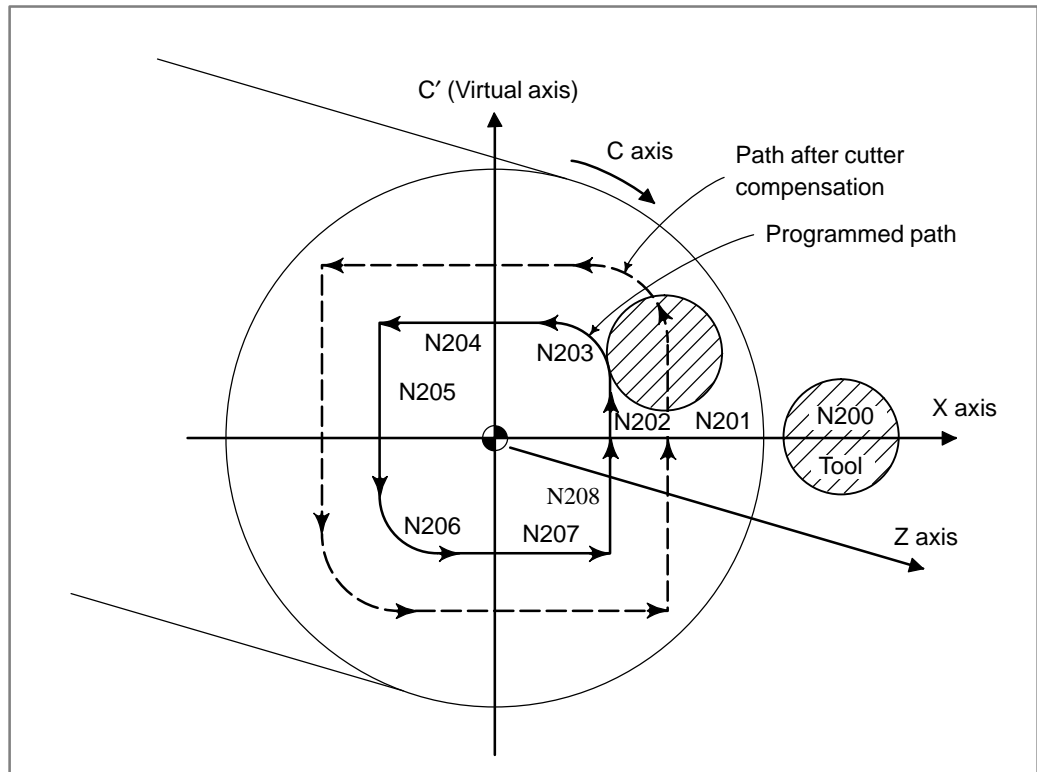 C′ (Virtual axis)
C axis
Path after cutter
compensation
Programmed path
N204
N203
N205
N202
N201
N200
X axis
Tool
N208
N206
N207
Z axis